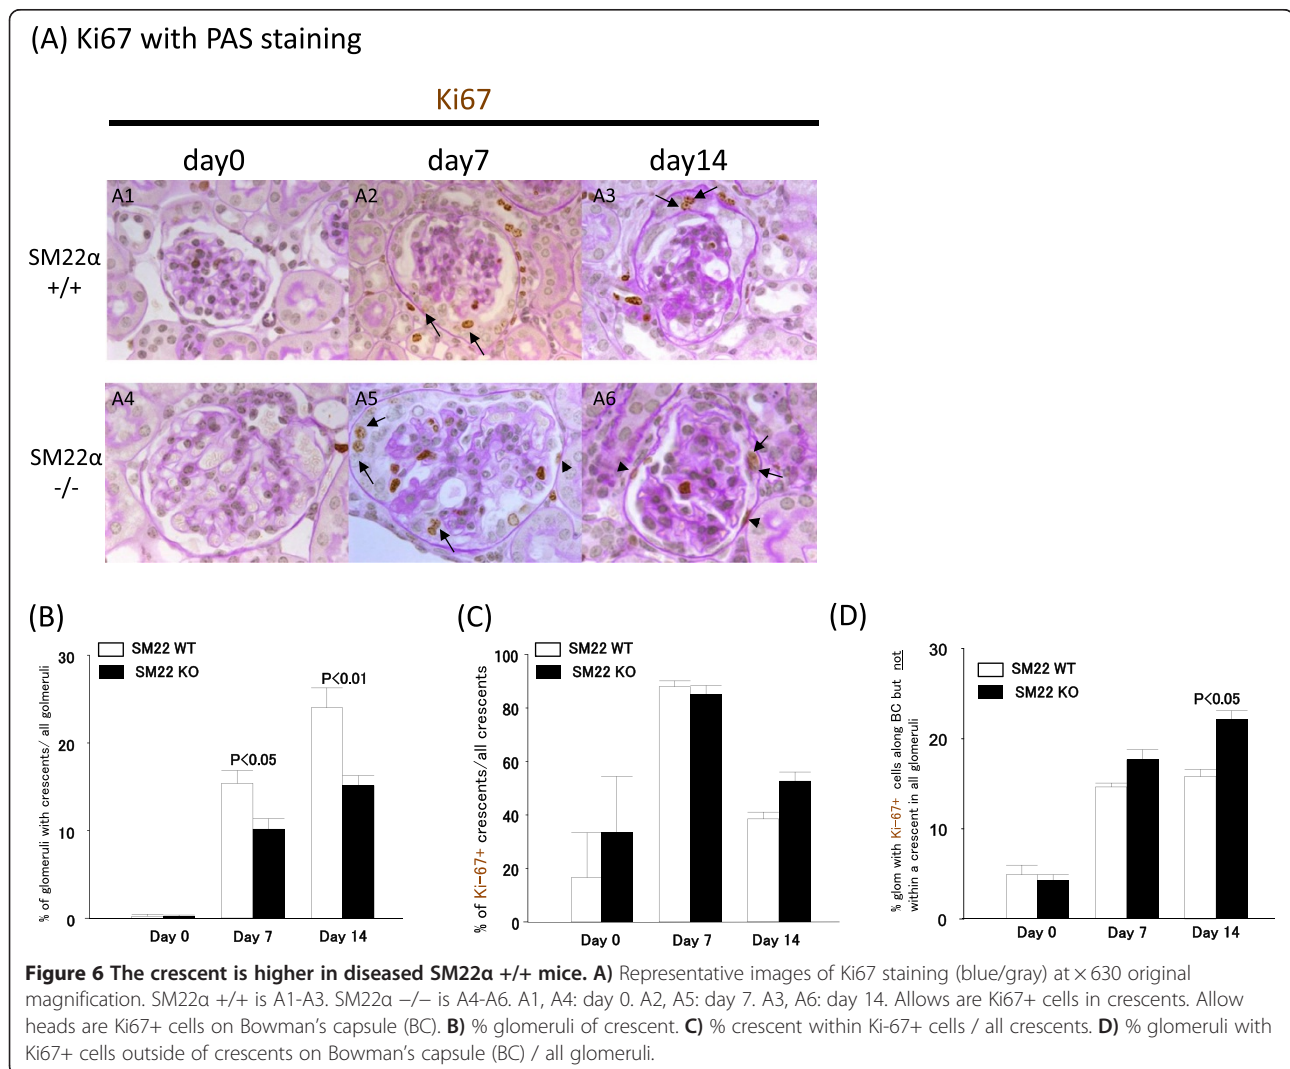 (A) Ki67 with PAS staining
Ki67
day0 day7 day14
A1 A2 A3
SM22α
+/+
A4 A5 A6
SM22α
-/-
(B) (C) (D)
SM22 WT
SM22 KO
% of glomeruli with crescents/ all golmeruli
30
20
10
0
P<0.05
P<0.01
Day 0 Day 7 Day 14
SM22 WT
SM22 KO
% of Ki-67+ crescents/all crescents
100
80
60
40
20
0
Day 0 Day 7 Day 14
SM22 WT
SM22 KO
% glom with Ki-67+ cells along BC but not
within a crescent in all glomeruli
30
20
10
0
P<0.05
Day 0 Day 7 Day 14
Figure 6 The crescent is higher in diseased SM22α +/+ mice. A) Representative images of Ki67 staining (blue/gray) at × 630 original
magnification. SM22α +/+ is A1-A3. SM22α −/− is A4-A6. A1, A4: day 0. A2, A5: day 7. A3, A6: day 14. Allows are Ki67+ cells in crescents. Allow
heads are Ki67+ cells on Bowman's capsule (BC). B) % glomeruli of crescent. C) % crescent within Ki-67+ cells / all crescents. D) % glomeruli with
Ki67+ cells outside of crescents on Bowman's capsule (BC) / all glomeruli.